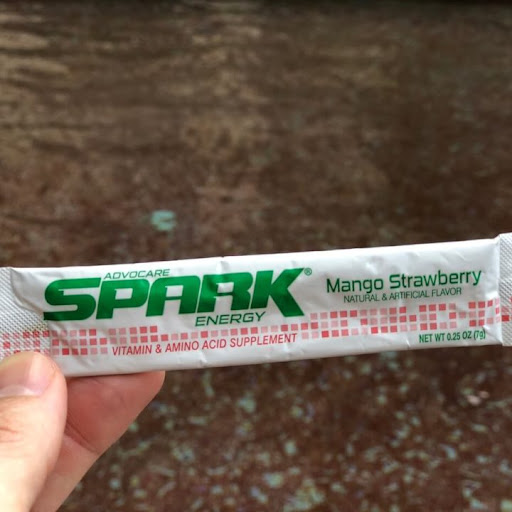 ADVOCARE
SPARK®
ENERGY
VITAMIN & AMINO ACID SUPPLEMENT
Mango Strawberry
NATURAL & ARTIFICIAL FLAVOR
NET WT 0.25 OZ (7g)